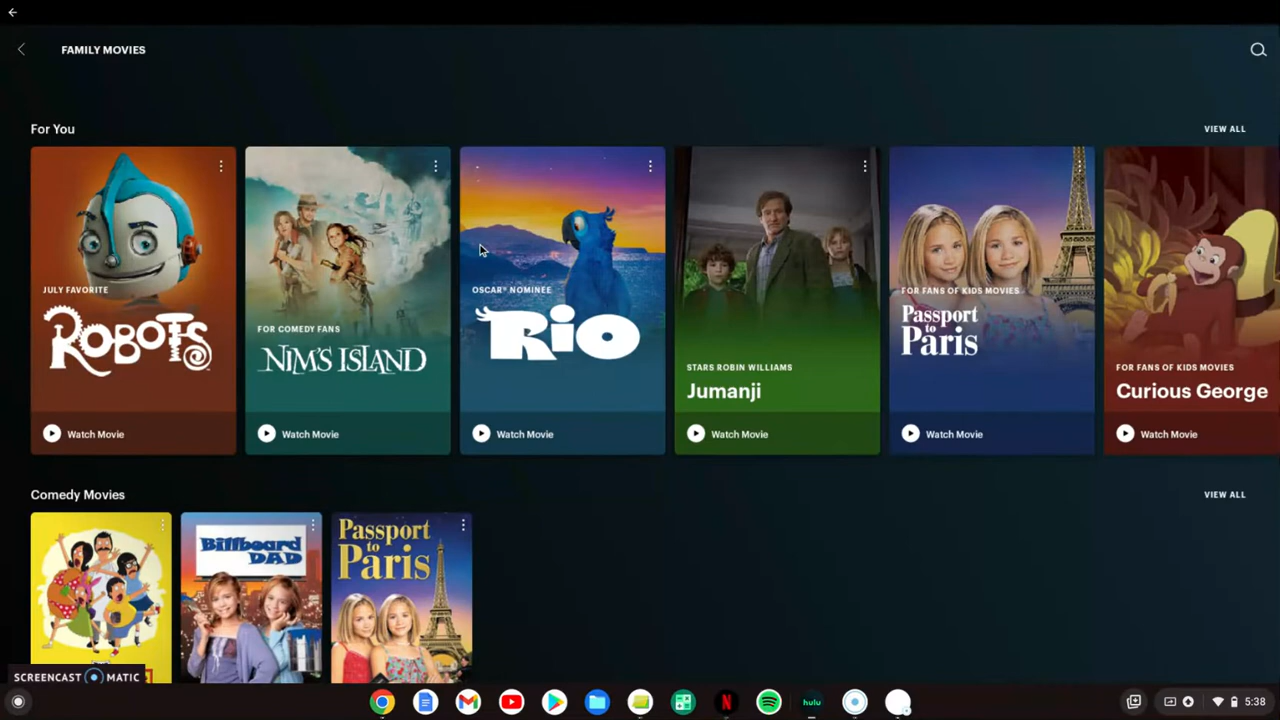 FAMILY MOVIES
For You
VIEW ALL
JULY FAVORITE
ROBOTS
Watch Movie
FOR COMEDY FANS
NIM'S ISLAND
Watch Movie
OSCAR® NOMINEE
Rio
Watch Movie
STARS ROBIN WILLIAMS
Jumanji
Watch Movie
FOR FANS OF KIDS MOVIES
Passport
to
Paris
Watch Movie
FOR FANS OF KIDS MOVIES
Curious George
Watch Movie
Comedy Movies
VIEW ALL
Billboard
DAD
Passport
to
Paris
SCREENCAST MATIC
hulu
5:38